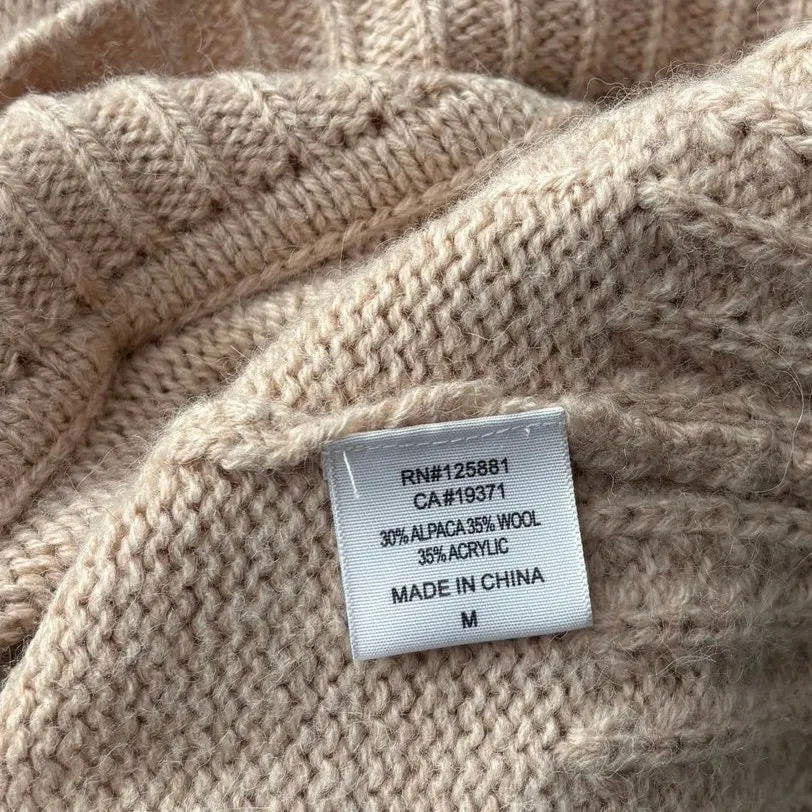 RN#125881
CA#19371
30% ALPACA 35% WOOL
35% ACRYLIC
MADE IN CHINA
M